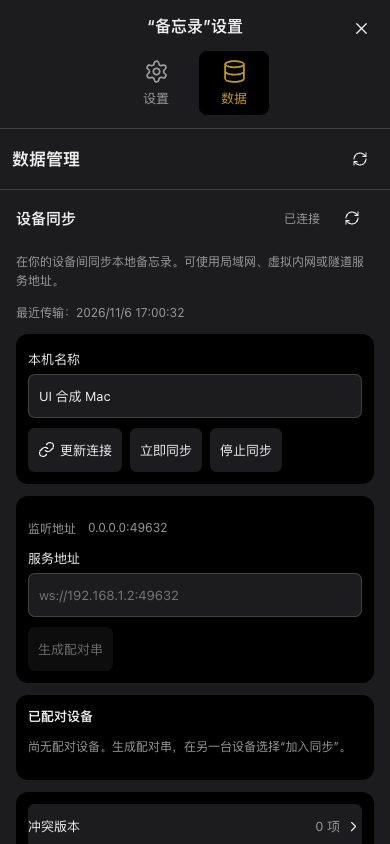 “备忘录”设置
设置
数据
数据管理
设备同步
已连接
在你的设备间同步本地备忘录。可使用局域网、虚拟内网或隧道服
务地址。
最近传输：2026/11/6 17:00:32
本机名称
UI 合成 Mac
更新连接
立即同步
停止同步
监听地址 0.0.0.0:49632
服务地址
ws://192.168.1.2:49632
生成配对串
已配对设备
尚无配对设备。生成配对串，在另一台设备选择“加入同步”。
冲突版本
0 项